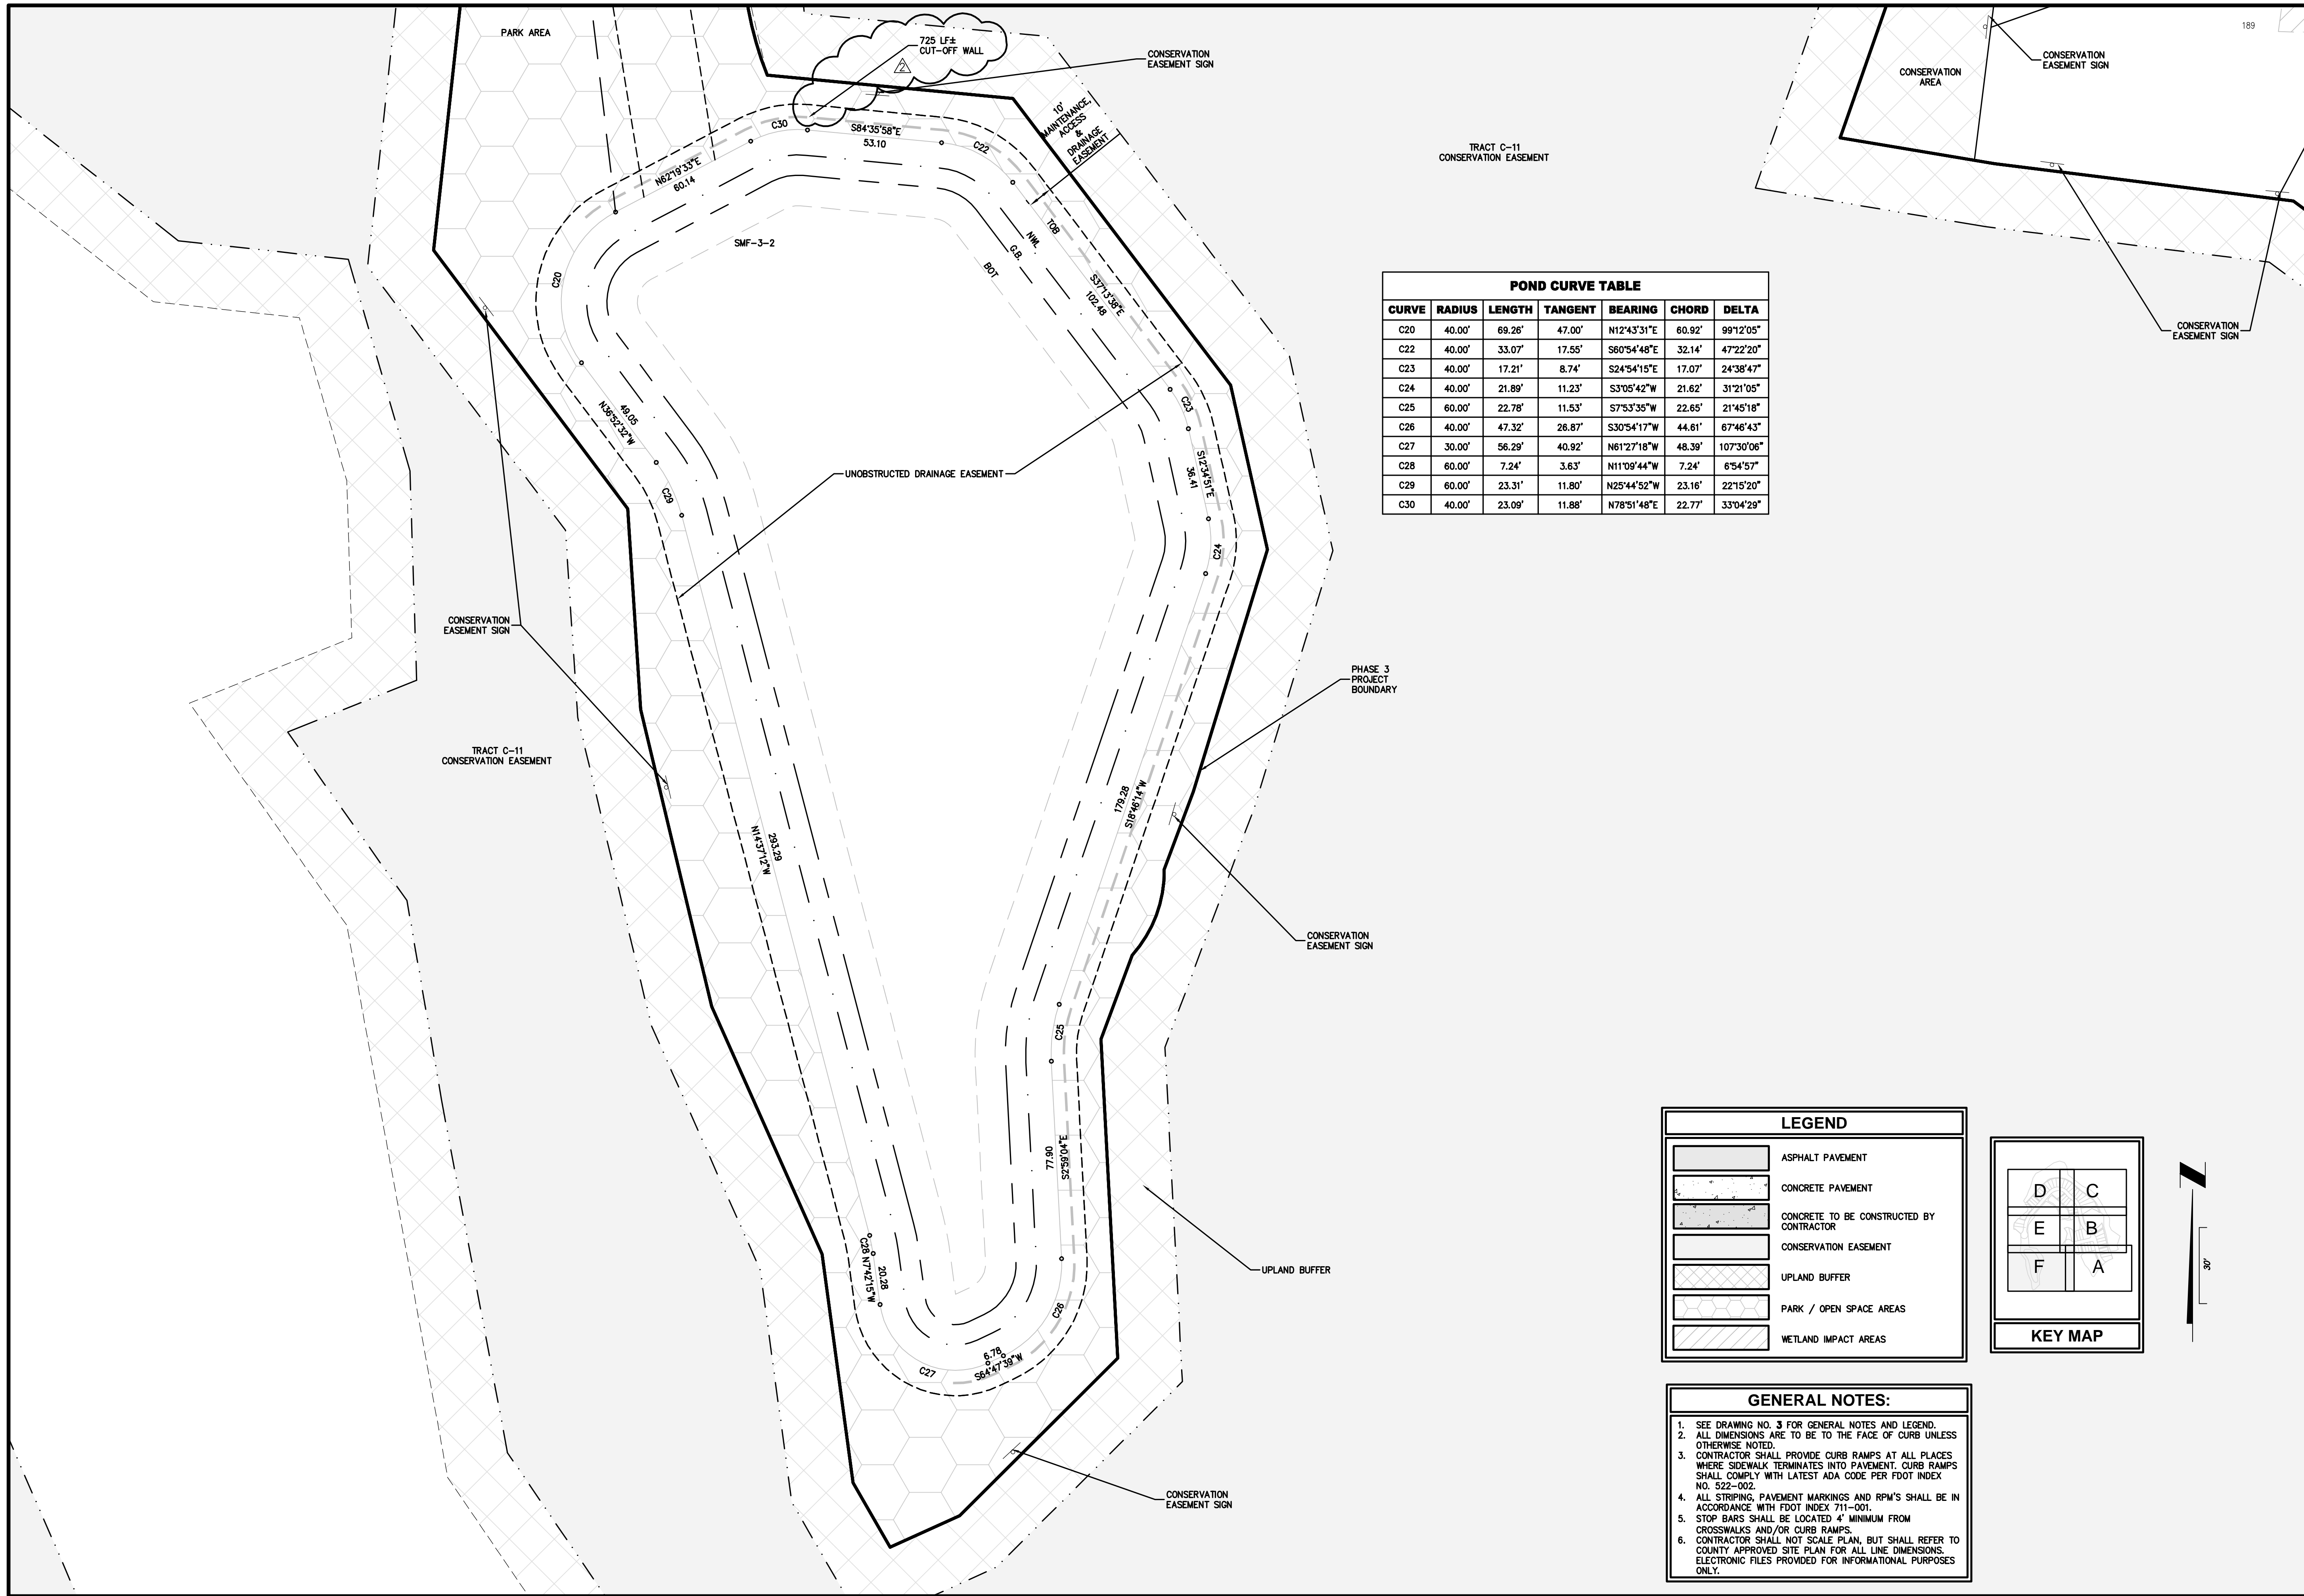 PARK AREA
725 LF±
CUT-OFF WALL
2
CONSERVATION
EASEMENT SIGN
10'
MAINTENANCE,
ACCESS
&
DRAINAGE
EASEMENT
TRACT C-11
CONSERVATION EASEMENT
CONSERVATION
AREA
CONSERVATION
EASEMENT SIGN
189
CONSERVATION
EASEMENT SIGN
C30
S84°35'58"E
53.10
C22
N62°19'33"E
60.14
SMF-3-2
C20
TOB
NWL
G.B.
BOT
S37°13'38"E
102.48
C23
S12°34'51"E
36.41
C24
49.05
N36°52'32"W
C29
UNOBSTRUCTED DRAINAGE EASEMENT
POND CURVE TABLE
CURVE RADIUS LENGTH TANGENT BEARING CHORD DELTA
C20 40.00' 69.26' 47.00' N12°43'31"E 60.92' 99°12'05"
C22 40.00' 33.07' 17.55' S60°54'48"E 32.14' 47°22'20"
C23 40.00' 17.21' 8.74' S24°54'15"E 17.07' 24°38'47"
C24 40.00' 21.89' 11.23' S3°05'42"W 21.62' 31°21'05"
C25 60.00' 22.78' 11.53' S7°53'35"W 22.65' 21°45'18"
C26 40.00' 47.32' 26.87' S30°54'17"W 44.61' 67°46'43"
C27 30.00' 56.29' 40.92' N61°27'18"W 48.39' 107°30'06"
C28 60.00' 7.24' 3.63' N11°09'44"W 7.24' 6°54'57"
C29 60.00' 23.31' 11.80' N25°44'52"W 23.16' 22°15'20"
C30 40.00' 23.09' 11.88' N78°51'48"E 22.77' 33°04'29"
CONSERVATION
EASEMENT SIGN
PHASE 3
PROJECT
BOUNDARY
TRACT C-11
CONSERVATION EASEMENT
293.29
N14°37'12"W
179.28
S18°46'14"W
CONSERVATION
EASEMENT SIGN
C25
77.90
S2°59'04"E
C28 N7°42'15"W
20.28
C26
C27
6.78
S64°47'39"W
UPLAND BUFFER
CONSERVATION
EASEMENT SIGN
LEGEND
ASPHALT PAVEMENT
CONCRETE PAVEMENT
CONCRETE TO BE CONSTRUCTED BY
CONTRACTOR
CONSERVATION EASEMENT
UPLAND BUFFER
PARK / OPEN SPACE AREAS
WETLAND IMPACT AREAS
D C
E B
F A
KEY MAP
N
30'
GENERAL NOTES:
1. SEE DRAWING NO. 3 FOR GENERAL NOTES AND LEGEND.
2. ALL DIMENSIONS ARE TO BE TO THE FACE OF CURB UNLESS
OTHERWISE NOTED.
3. CONTRACTOR SHALL PROVIDE CURB RAMPS AT ALL PLACES
WHERE SIDEWALK TERMINATES INTO PAVEMENT. CURB RAMPS
SHALL COMPLY WITH LATEST ADA CODE PER FDOT INDEX
NO. 522-002.
4. ALL STRIPING, PAVEMENT MARKINGS AND RPM'S SHALL BE IN
ACCORDANCE WITH FDOT INDEX 711-001.
5. STOP BARS SHALL BE LOCATED 4' MINIMUM FROM
CROSSWALKS AND/OR CURB RAMPS.
6. CONTRACTOR SHALL NOT SCALE PLAN, BUT SHALL REFER TO
COUNTY APPROVED SITE PLAN FOR ALL LINE DIMENSIONS.
ELECTRONIC FILES PROVIDED FOR INFORMATIONAL PURPOSES
ONLY.